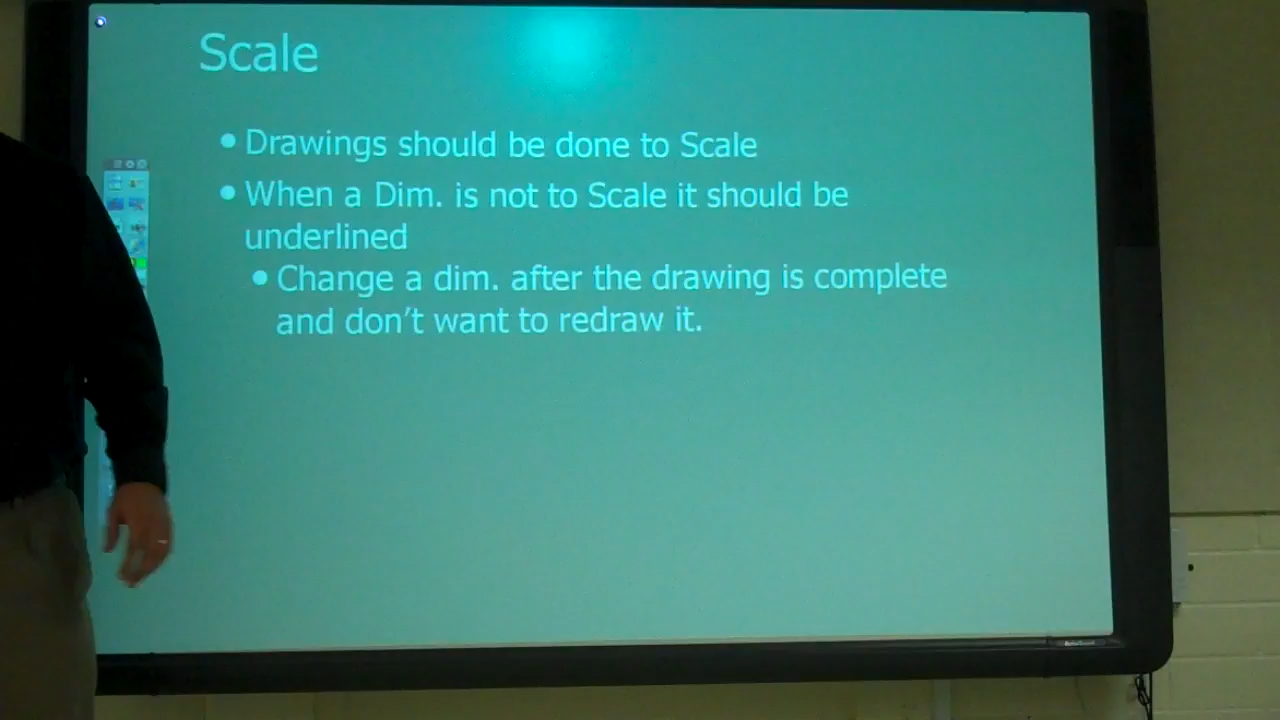 Scale
• Drawings should be done to Scale
• When a Dim. is not to Scale it should be
underlined
• Change a dim. after the drawing is complete
and don't want to redraw it.